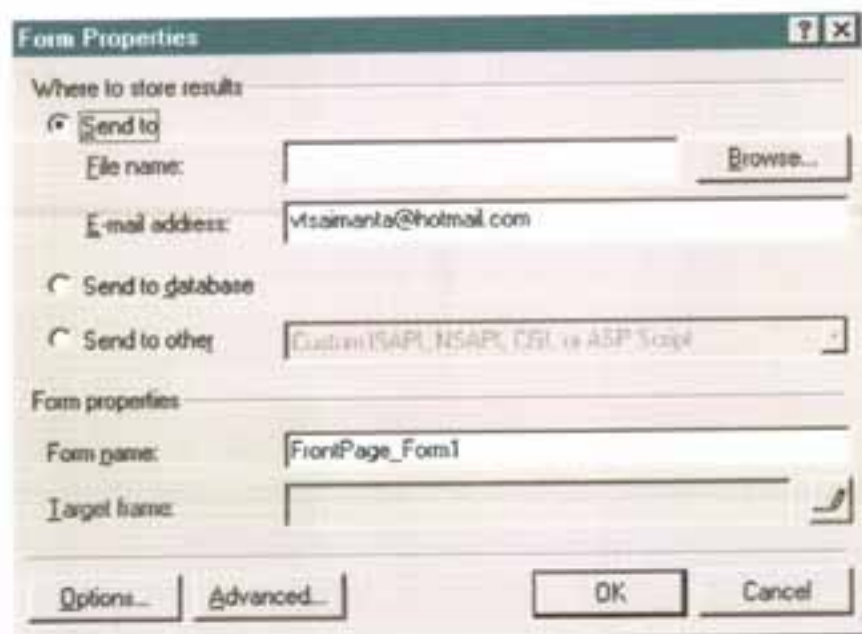 Form Properties
Where to store results
Send to
File name:
Browse...
E-mail address:
vtsaimanta@hotmail.com
Send to database
Send to other
Custom ISAPI, NSAPI, CGI, or ASP Script
Form properties
Form name:
FrontPage_Form1
Target frame:
Options...
Advanced...
OK
Cancel